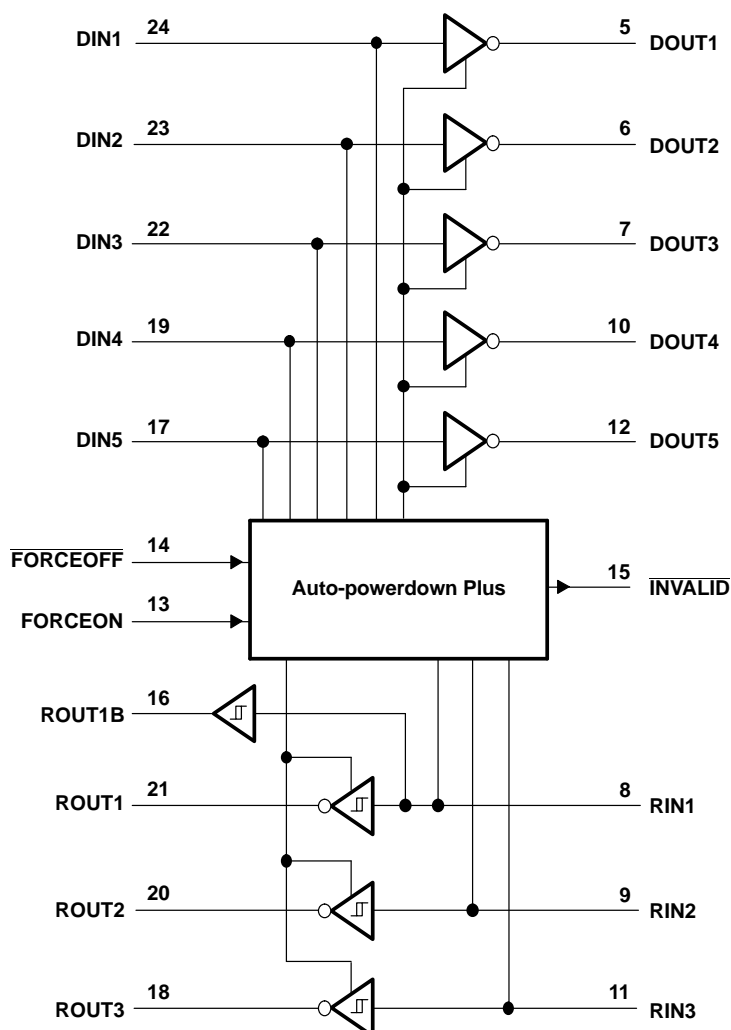 DIN1 24 5 DOUT1
DIN2 23 6 DOUT2
DIN3 22 7 DOUT3
DIN4 19 10 DOUT4
DIN5 17 12 DOUT5
FORCEOFF 14
Auto-powerdown Plus 15 INVALID
FORCEON 13
ROUT1B 16
ROUT1 21 8 RIN1
ROUT2 20 9 RIN2
ROUT3 18 11 RIN3